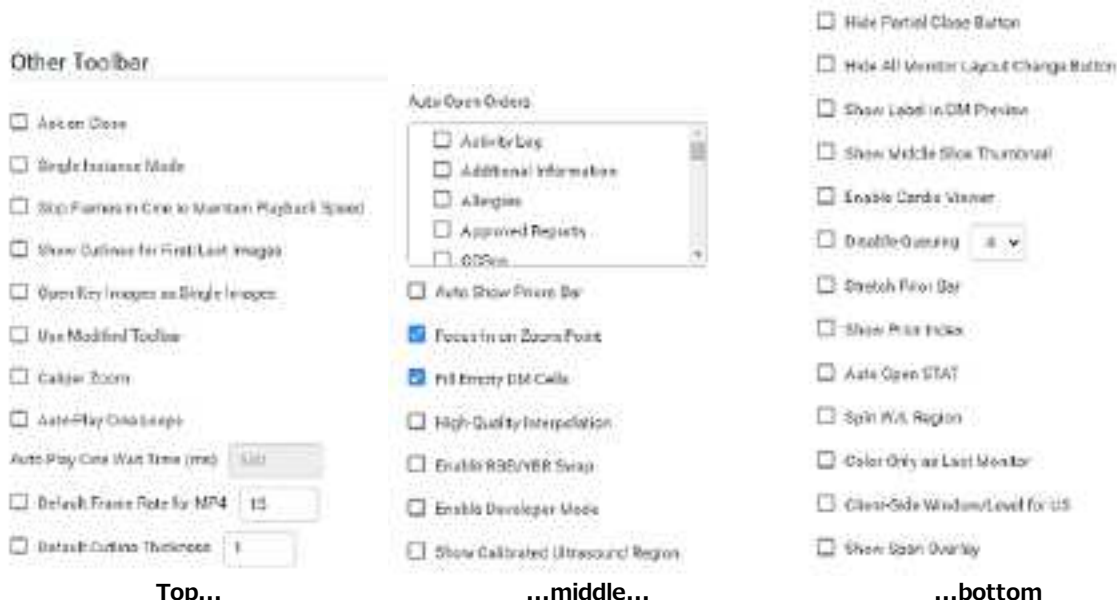 Other Toolbar
Ask on Close
Single Instance Mode
Skip Frames in Cine to Maintain Playback Speed
Show Cutlines for First/Last Images
Open Key Images as Single Images
Use Modified Toolbar
Caliper Zoom
Auto-Play Cine Loops
Auto Play Cine Wait Time (ms)
Default Frame Rate for MP4 15
Default Cutline Thickness 1
Top...
Auto Open Orders
Activity Log
Additional Information
Allergies
Approved Reports
Auto Show Priors Bar
Focus In on Zoom Point
Fill Empty DM Cells
High-Quality Interpolation
Enable RGB/YBR Swap
Enable Developer Mode
Show Calibrated Ultrasound Region
...middle...
Hide Partial Close Button
Hide All Monitor Layout Change Button
Show Label in DM Preview
Show Middle Slice Thumbnail
Enable Cardio Viewer
Disable Queuing
Stretch Prior Bar
Show Prior Index
Auto Open STAT
Spin W/L Region
Color Only as Last Monitor
Client-Side Window/Level for US
Show Span Overlay
...bottom